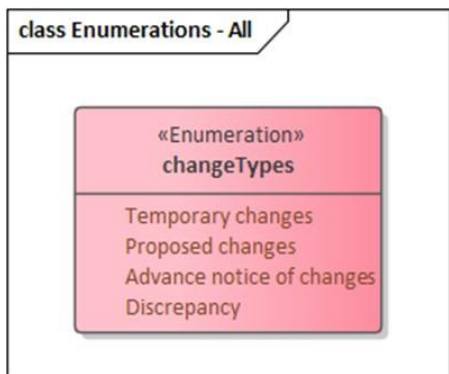 class Enumerations - All
«Enumeration»
changeTypes
Temporary changes
Proposed changes
Advance notice of changes
Discrepancy